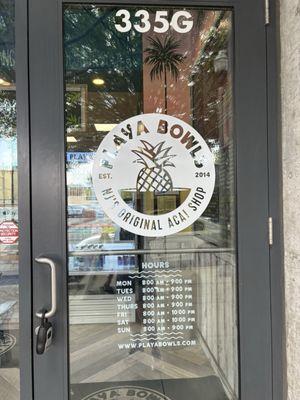 335G
PLAYA BOWLS
EST.
2014
NJ'S ORIGINAL ACAI SHOP
HOURS
MON 8:00 AM - 9:00 PM
TUES 8:00 AM - 9:00 PM
WED 8:00 AM - 9:00 PM
THURS 8:00 AM - 9:00 PM
FRI 8:00 AM - 10:00 PM
SAT 8:00 AM - 10:00 PM
SUN 8:00 AM - 9:00 PM
WWW.PLAYABOWLS.COM
PLAYA BOWLS